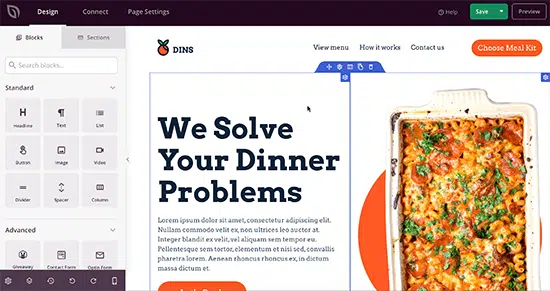 Design Connect Page Settings Help Save Preview
Blocks Sections
Search blocks...
Standard
Headline Text List
Button Image Video
Divider Spacer Column
Advanced
Giveaway Contact Form Optin Form
DINS View menu How it works Contact us Choose Meal Kit
We Solve
Your Dinner
Problems
Lorem ipsum dolor sit amet, consectetur adipiscing elit.
Nullam commodo velit ex, non ultrices leo auctor at.
Integer blandit ex velit, vel aliquam sem tempor eu.
Pellentesque sem tortor, elementum et nisi sed, convallis
pharetra lorem. Aenean rhoncus rhoncus ex, in dictum
massa dictum et.